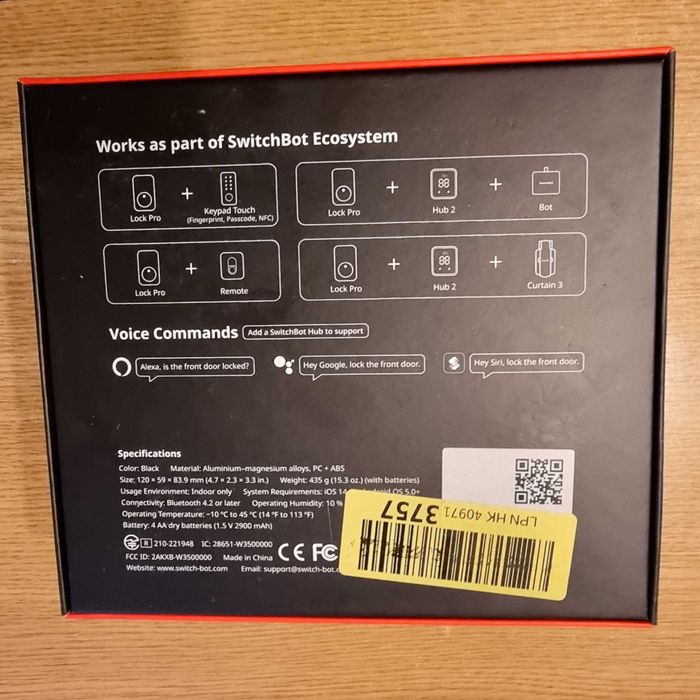 Works as part of SwitchBot Ecosystem
Lock Pro + Keypad Touch
(Fingerprint, Passcode, NFC)
Lock Pro + Hub 2 + Bot
Lock Pro + Remote
Lock Pro + Hub 2 + Curtain 3
Voice Commands Add a SwitchBot Hub to support
Alexa, is the front door locked? Hey Google, lock the front door. Hey Siri, lock the front door.
Specifications
Color: Black Material: Aluminium-magnesium alloys, PC + ABS
Size: 120 × 59 × 83.9 mm (4.7 × 2.3 × 3.3 in.) Weight: 435 g (15.3 oz.) (with batteries)
Usage Environment: Indoor only System Requirements: iOS 14 OS 5.0+
Connectivity: Bluetooth 4.2 or later Operating Humidity: 10 %
Operating Temperature: −10 °C to 45 °C (14 °F to 113 °F)
Battery: 4 AA dry batteries (1.5 V 2900 mAh)
R 210-221948 IC: 28651-W3500000
FCC ID: 2AKXB-W3500000 Made in China CE FC
Website: www.switch-bot.com Email: support@switch-bot.c
LPN HK 40971 3757